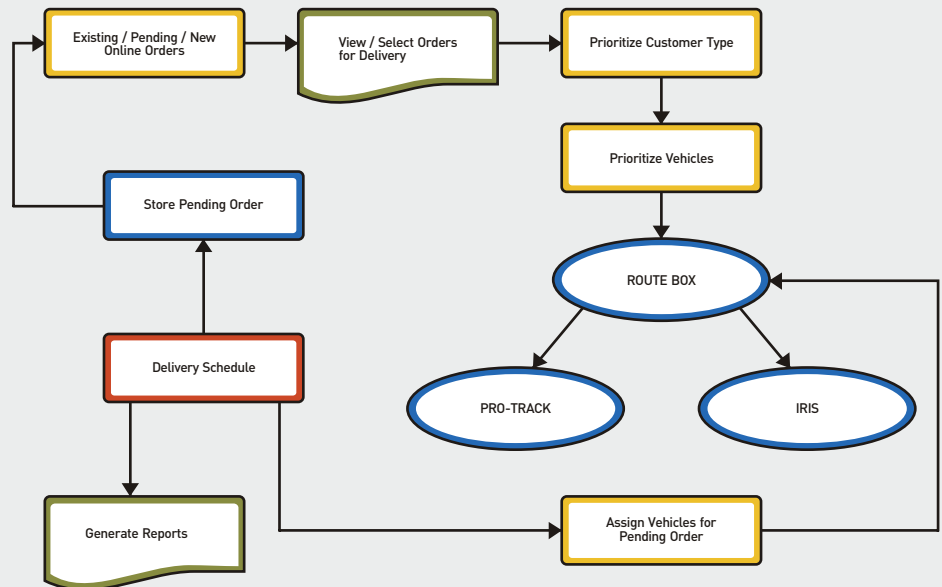 Existing / Pending / New
Online Orders
View / Select Orders
for Delivery
Prioritize Customer Type
Prioritize Vehicles
Store Pending Order
ROUTE BOX
Delivery Schedule
PRO-TRACK
IRIS
Generate Reports
Assign Vehicles for
Pending Order